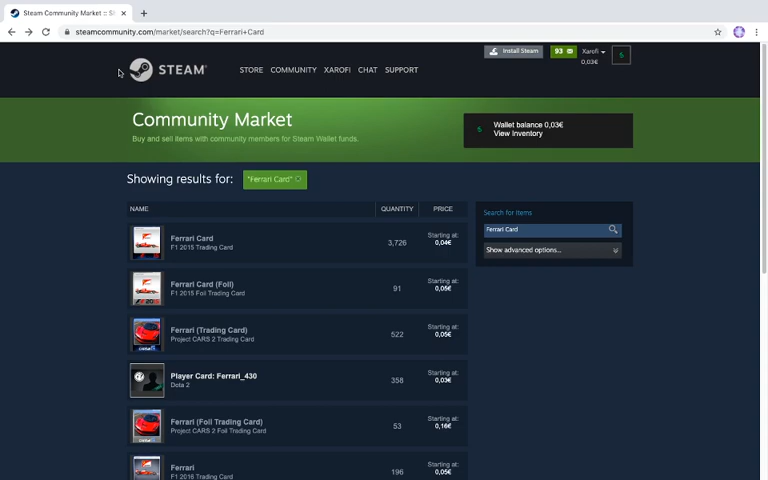 Steam Community Market :: S
steamcommunity.com/market/search?q=Ferrari+Card
Install Steam
93
Xarofi
0,03€
STEAM
STORE COMMUNITY XAROFI CHAT SUPPORT
Community Market
Buy and sell items with community members for Steam Wallet funds.
Wallet balance 0,03€
View Inventory
Showing results for: "Ferrari Card"
NAME QUANTITY PRICE
Search for Items
Ferrari Card
Show advanced options...
Ferrari Card
F1 2015 Trading Card
3,726
Starting at:
0,04€
Ferrari Card (Foil)
F1 2015 Foil Trading Card
91
Starting at:
0,05€
Ferrari (Trading Card)
Project CARS 2 Trading Card
522
Starting at:
0,05€
Player Card: Ferrari_430
Dota 2
358
Starting at:
0,03€
Ferrari (Foil Trading Card)
Project CARS 2 Foil Trading Card
53
Starting at:
0,16€
Ferrari
F1 2016 Trading Card
196
Starting at:
0,05€